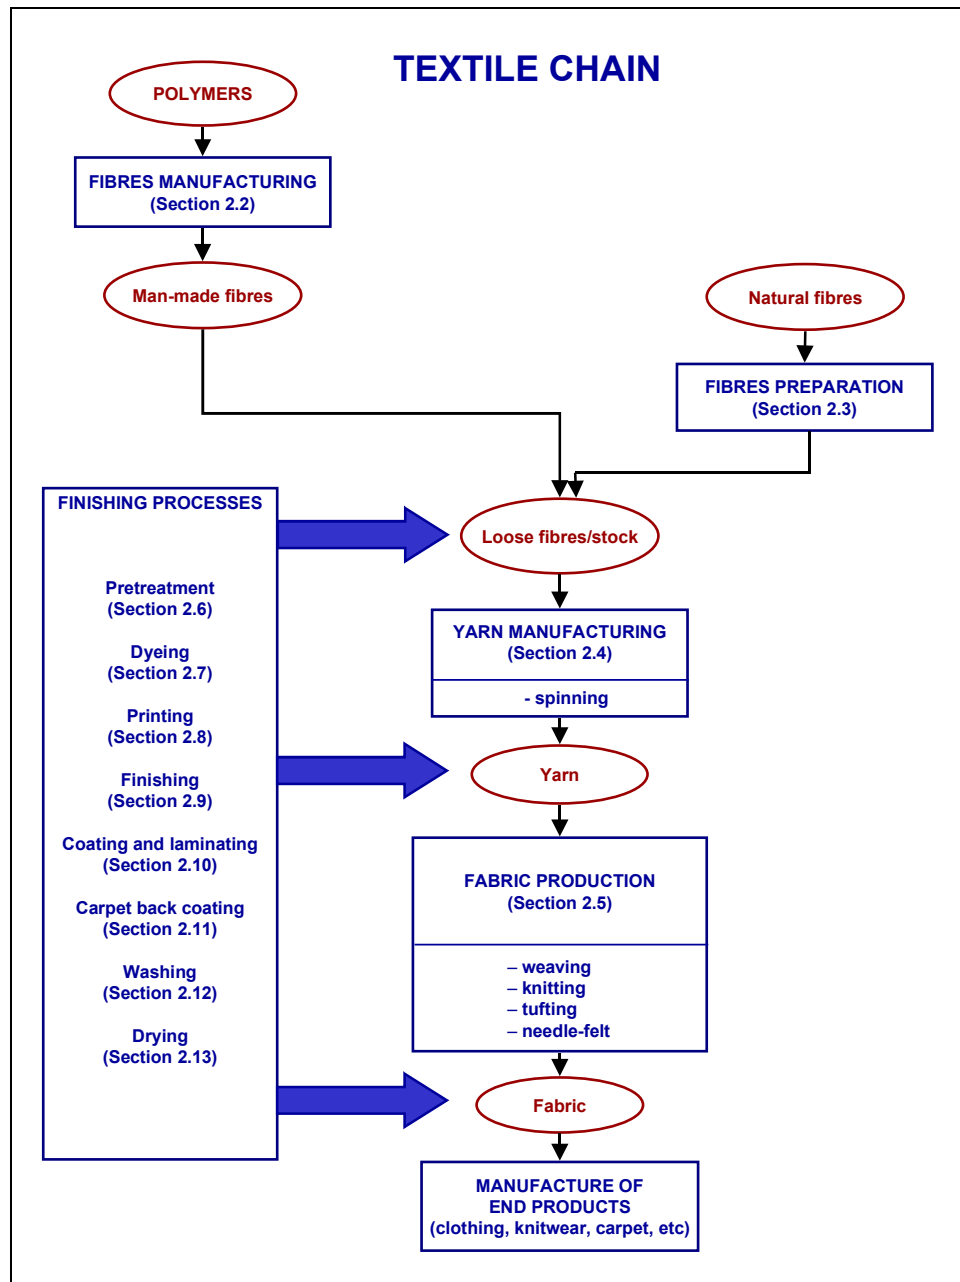 TEXTILE CHAIN
POLYMERS
FIBRES MANUFACTURING
(Section 2.2)
Man-made fibres
Natural fibres
FIBRES PREPARATION
(Section 2.3)
FINISHING PROCESSES
Pretreatment
(Section 2.6)
Dyeing
(Section 2.7)
Printing
(Section 2.8)
Finishing
(Section 2.9)
Coating and laminating
(Section 2.10)
Carpet back coating
(Section 2.11)
Washing
(Section 2.12)
Drying
(Section 2.13)
Loose fibres/stock
YARN MANUFACTURING
(Section 2.4)
- spinning
Yarn
FABRIC PRODUCTION
(Section 2.5)
– weaving
– knitting
– tufting
– needle-felt
Fabric
MANUFACTURE OF
END PRODUCTS
(clothing, knitwear, carpet, etc)